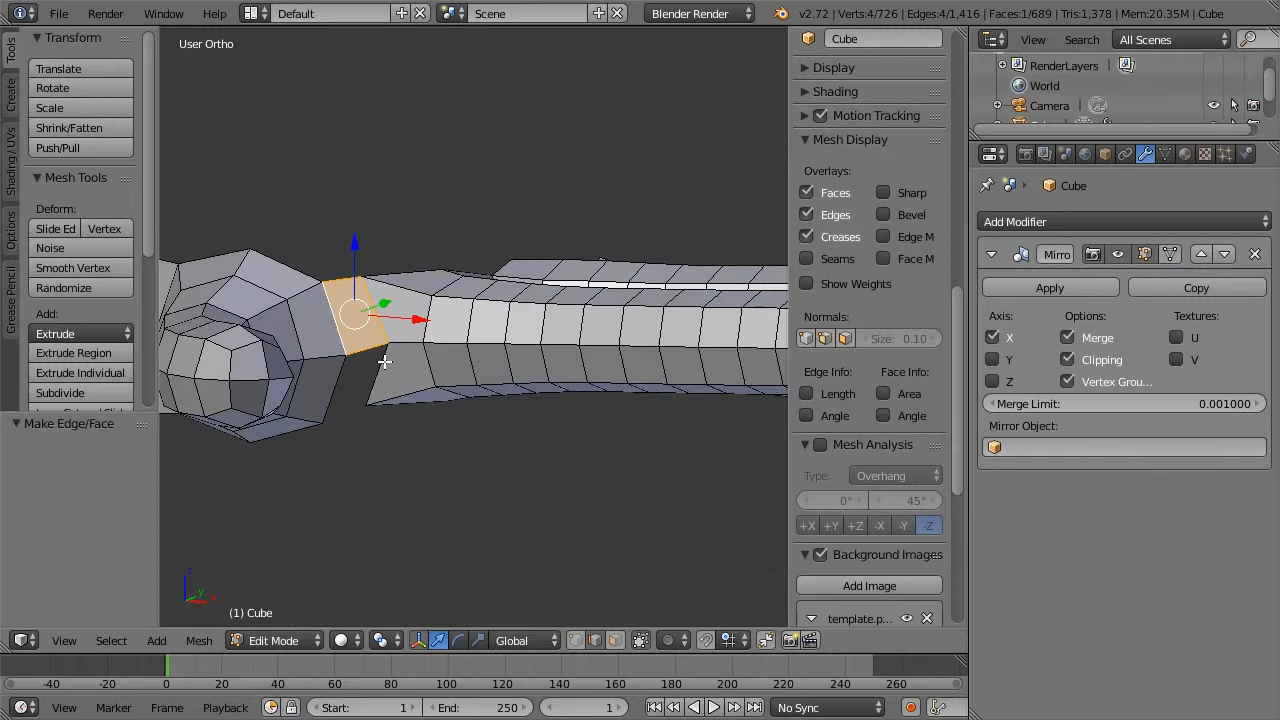 File Render Window Help Default Scene Blender Render v2.72 | Verts:4/726 | Edges:4/1,416 | Faces:1/689 | Tris:1,378 | Mem:20.35M | Cube
Tools
Create
Shading / UVs
Options
Grease Pencil
Transform
Translate
Rotate
Scale
Shrink/Fatten
Push/Pull
Mesh Tools
Deform:
Slide Ed Vertex
Noise
Smooth Vertex
Randomize
Add:
Extrude
Extrude Region
Extrude Individual
Subdivide
Make Edge/Face
User Ortho
z
y
x
(1) Cube
Cube
Display
Shading
Motion Tracking
Mesh Display
Overlays:
Faces Sharp
Edges Bevel
Creases Edge M
Seams Face M
Show Weights
Normals:
Size: 0.10
Edge Info: Face Info:
Length Area
Angle Angle
Mesh Analysis
Type: Overhang
0° 45°
+X +Y +Z -X -Y -Z
Background Images
Add Image
template.p...
View Search All Scenes
RenderLayers
World
Camera
Cube
Add Modifier
Mirro
Apply Copy
Axis: Options: Textures:
X Merge U
Y Clipping V
Z Vertex Grou...
Merge Limit: 0.001000
Mirror Object:
View Select Add Mesh Edit Mode Global
-40 -20 0 20 40 60 80 100 120 140 160 180 200 220 240 260
View Marker Frame Playback Start: 1 End: 250 1 No Sync